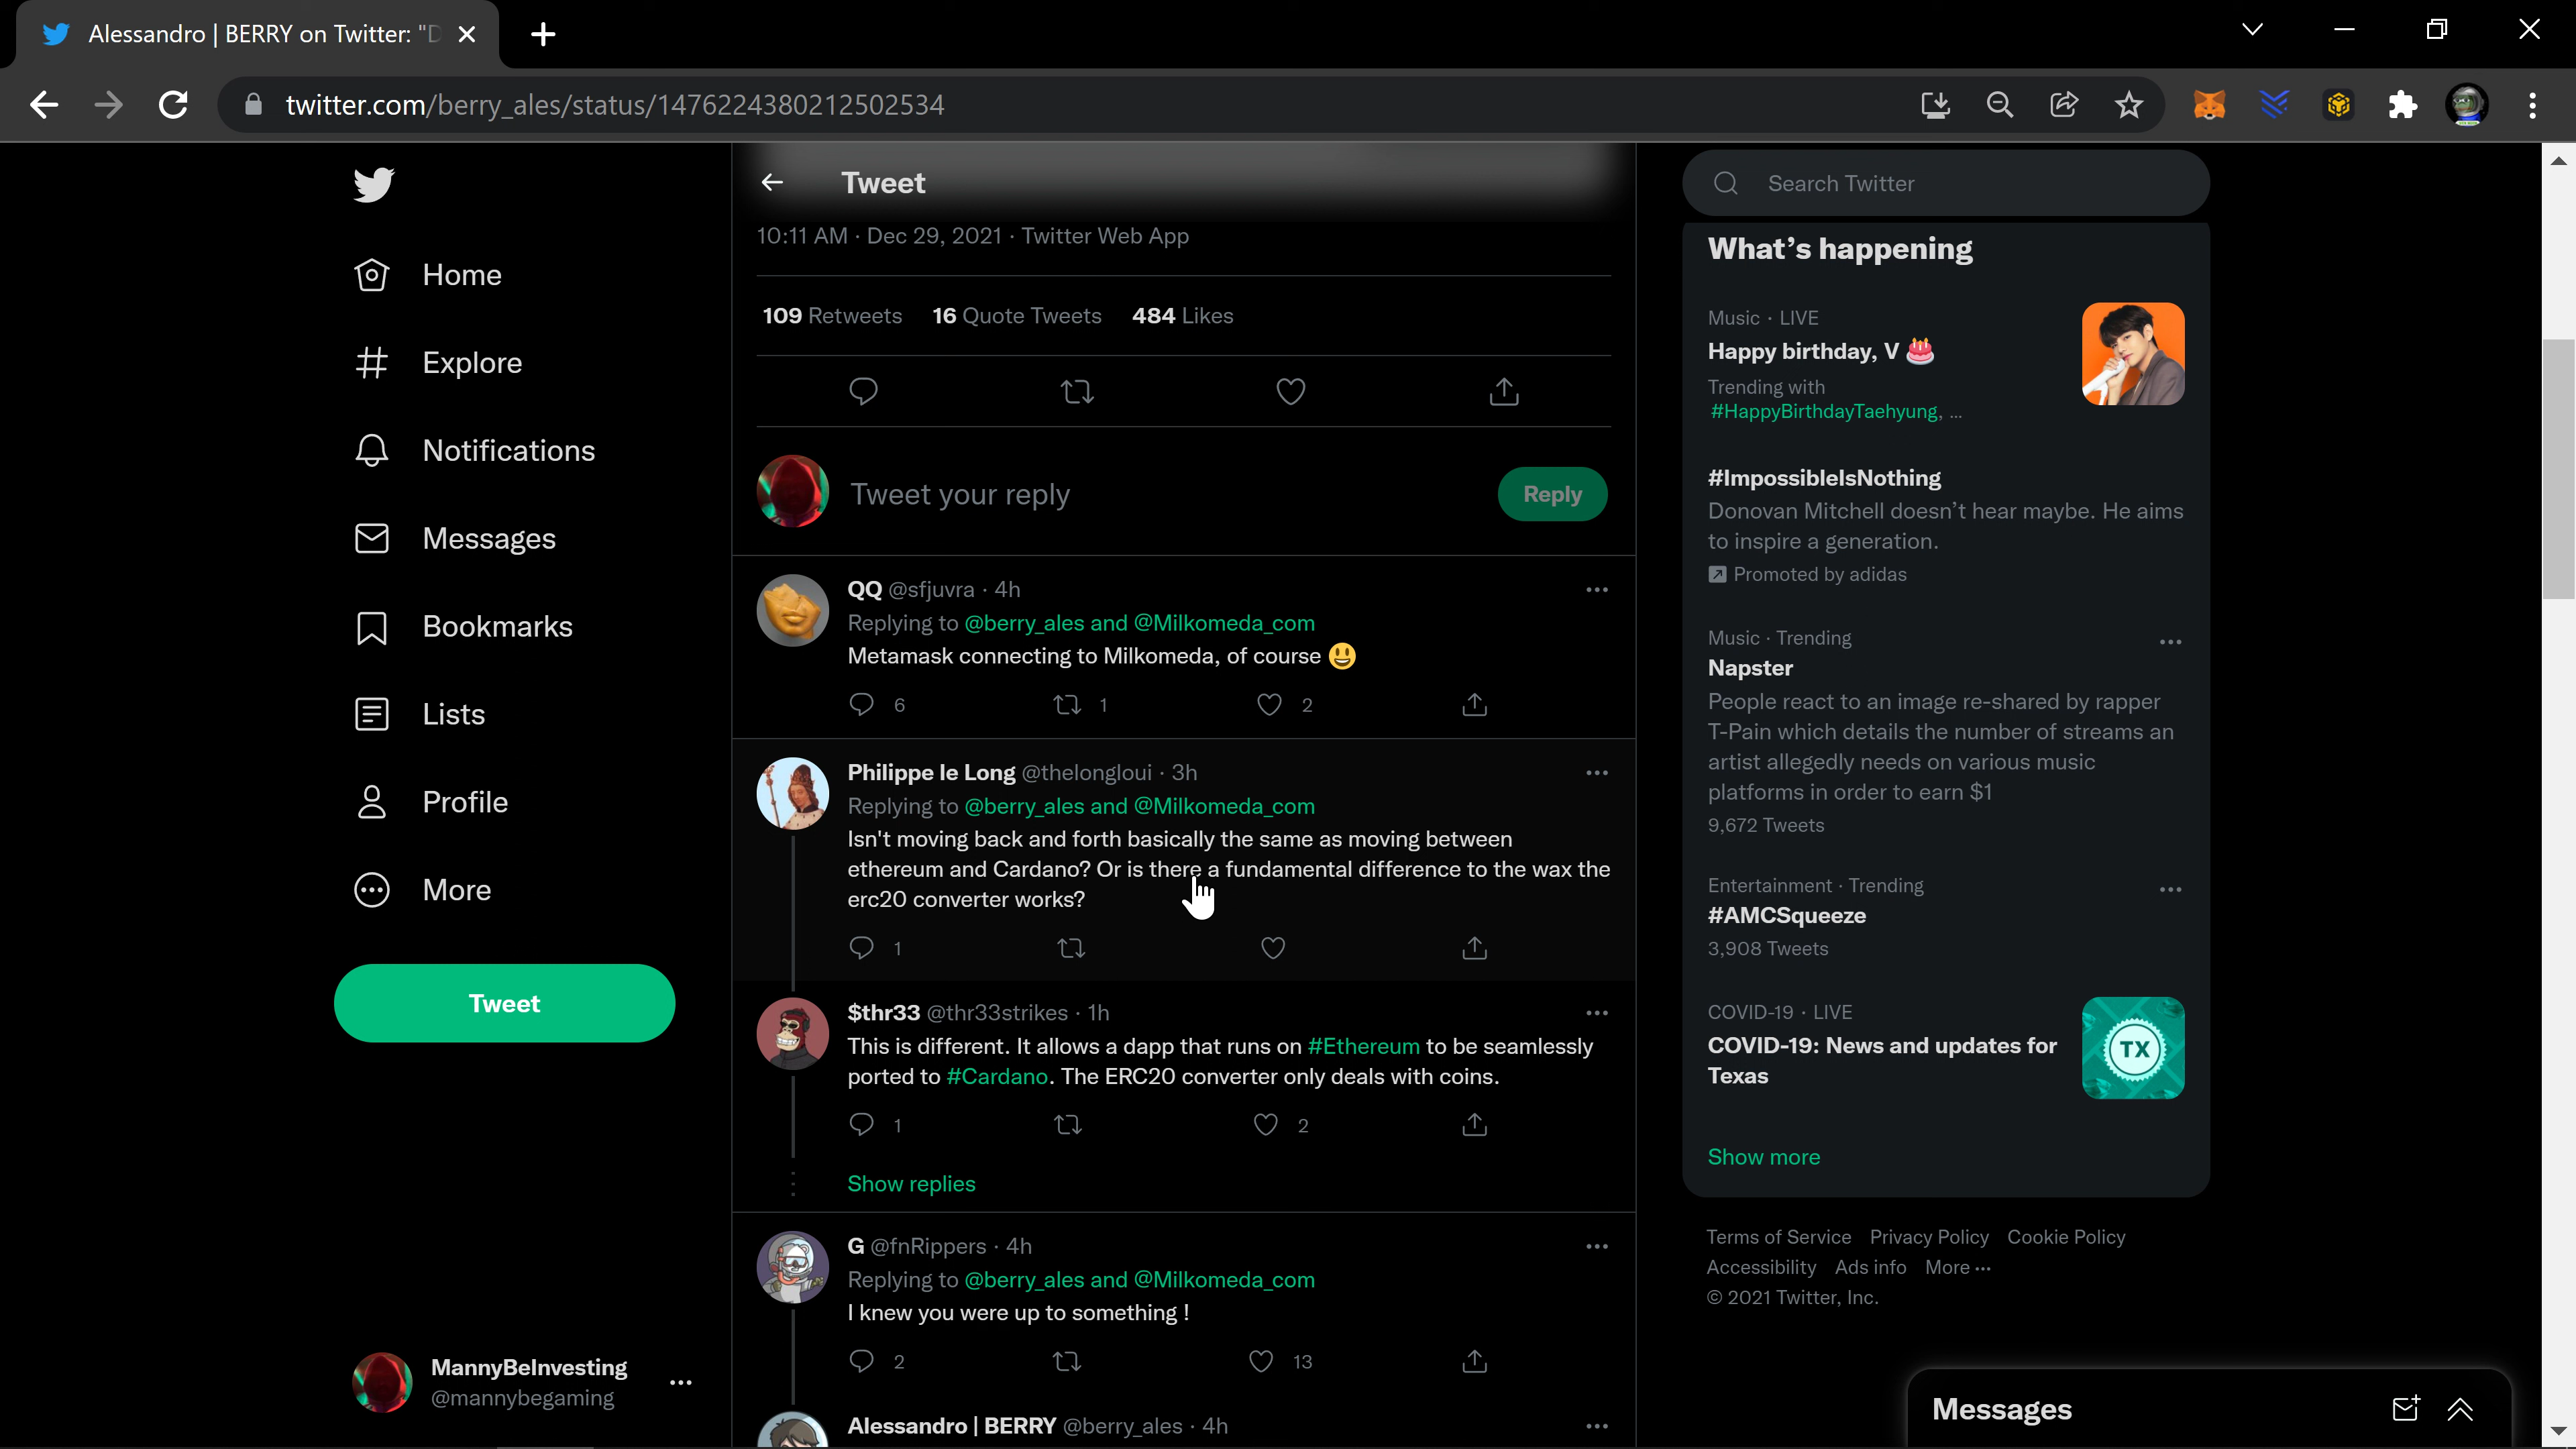 Alessandro | BERRY on Twitter: "D
twitter.com/berry_ales/status/1476224380212502534
Home
Explore
Notifications
Messages
Bookmarks
Lists
Profile
More
Tweet
MannyBeInvesting
@mannybegaming
Tweet
10:11 AM · Dec 29, 2021 · Twitter Web App
109 Retweets 16 Quote Tweets 484 Likes
Tweet your reply
Reply
QQ @sfjuvra · 4h
Replying to @berry_ales and @Milkomeda_com
Metamask connecting to Milkomeda, of course 😃
6 1 2
Philippe le Long @thelongloui · 3h
Replying to @berry_ales and @Milkomeda_com
Isn't moving back and forth basically the same as moving between
ethereum and Cardano? Or is there a fundamental difference to the wax the
erc20 converter works?
1
$thr33 @thr33strikes · 1h
This is different. It allows a dapp that runs on #Ethereum to be seamlessly
ported to #Cardano. The ERC20 converter only deals with coins.
1 2
Show replies
G @fnRippers · 4h
Replying to @berry_ales and @Milkomeda_com
I knew you were up to something !
2 13
Alessandro | BERRY @berry_ales · 4h
Search Twitter
What's happening
Music · LIVE
Happy birthday, V 🎂
Trending with
#HappyBirthdayTaehyung, ...
#ImpossibleIsNothing
Donovan Mitchell doesn't hear maybe. He aims
to inspire a generation.
Promoted by adidas
Music · Trending
Napster
People react to an image re-shared by rapper
T-Pain which details the number of streams an
artist allegedly needs on various music
platforms in order to earn $1
9,672 Tweets
Entertainment · Trending
#AMCSqueeze
3,908 Tweets
COVID-19 · LIVE
COVID-19: News and updates for
Texas
TX
Show more
Terms of Service Privacy Policy Cookie Policy
Accessibility Ads info More ···
© 2021 Twitter, Inc.
Messages